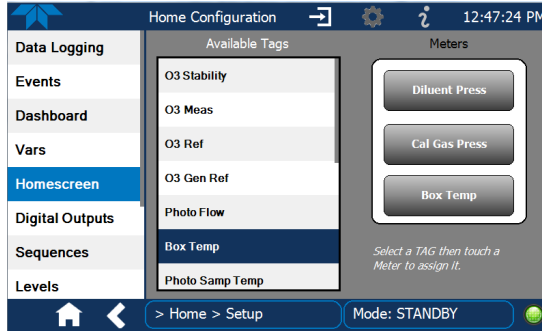 Home Configuration
12:47:24 PM
Data Logging
Events
Dashboard
Vars
Homescreen
Digital Outputs
Sequences
Levels
Available Tags
O3 Stability
O3 Meas
O3 Ref
O3 Gen Ref
Photo Flow
Box Temp
Photo Samp Temp
Meters
Diluent Press
Cal Gas Press
Box Temp
Select a TAG then touch a
Meter to assign it.
> Home > Setup
Mode: STANDBY